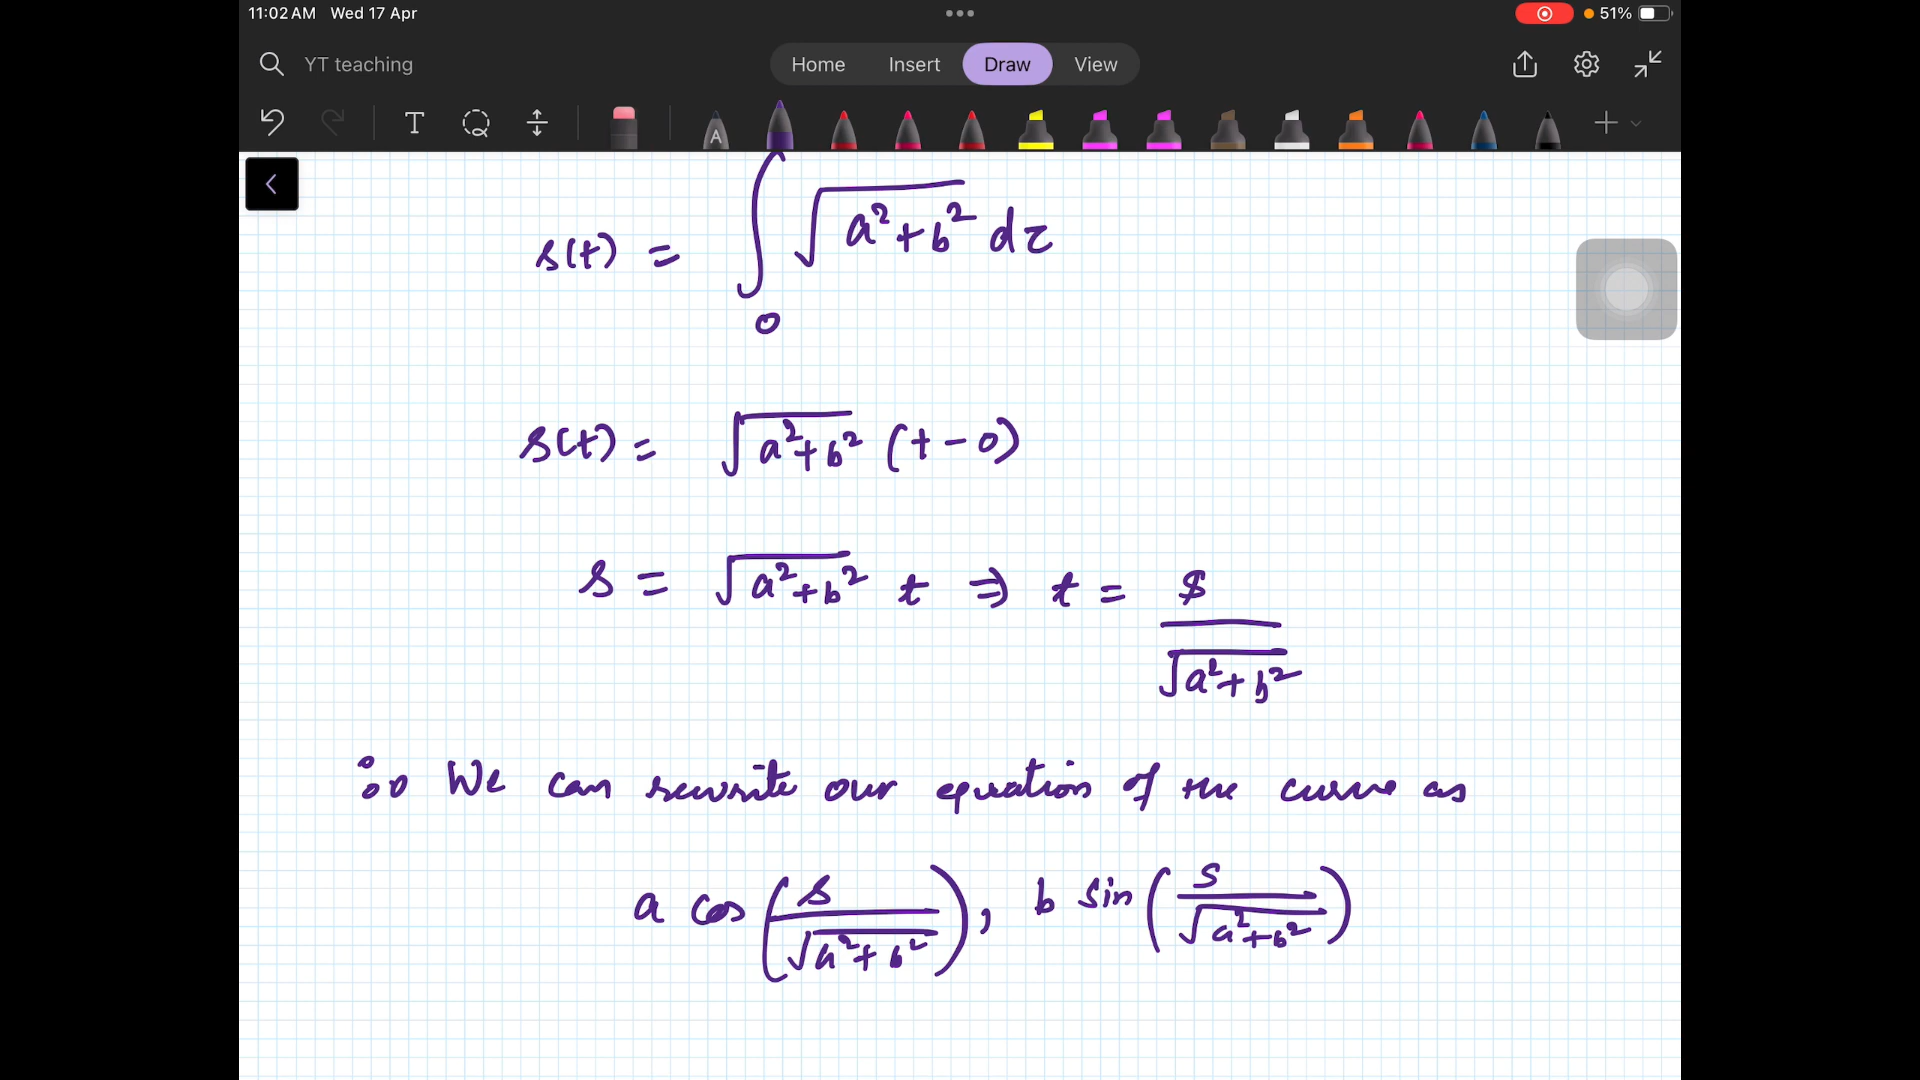 11:02 AM Wed 17 Apr
51%
YT teaching
Home Insert Draw View
T
A
s(t) = ∫₀ √(a²+b²) dτ
s(t) = √(a²+b²) (t-0)
s = √(a²+b²) t ⇒ t = s/√(a²+b²)
∴ We can rewrite our equation of the curve as
a cos(s/√(a²+b²)), b sin(s/√(a²+b²))